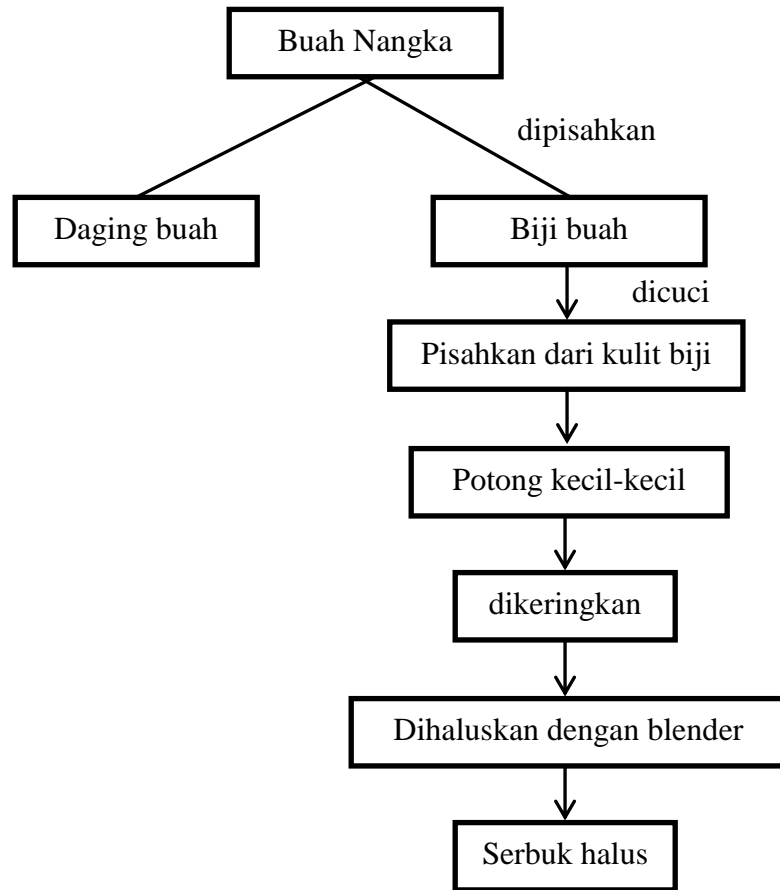 Buah Nangka
dipisahkan
Daging buah
Biji buah
dicuci
Pisahkan dari kulit biji
Potong kecil-kecil
dikeringkan
Dihaluskan dengan blender
Serbuk halus